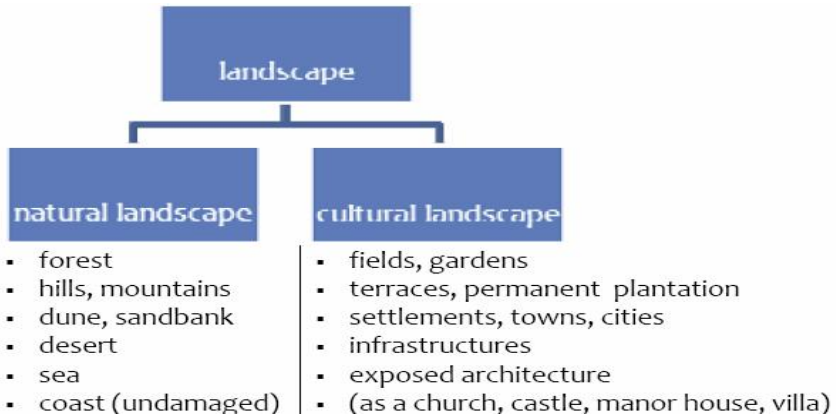 landscape
natural landscape
cultural landscape
▪ forest
▪ hills, mountains
▪ dune, sandbank
▪ desert
▪ sea
▪ coast (undamaged)
▪ fields, gardens
▪ terraces, permanent plantation
▪ settlements, towns, cities
▪ infrastructures
▪ exposed architecture
▪ (as a church, castle, manor house, villa)